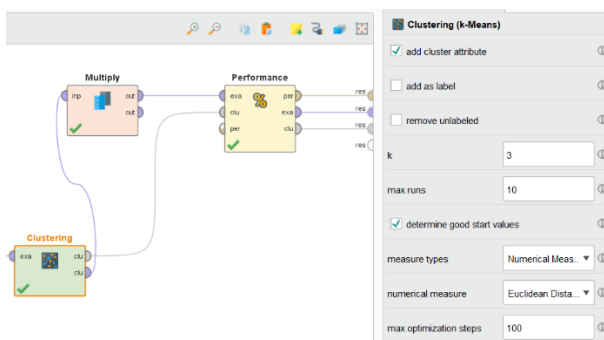 Multiply
inp
out
out
Performance
exa
clu
per
%
per
exa
clu
res
res
res
res
Clustering
exa
clu
clu
Clustering (k-Means)
add cluster attribute
add as label
remove unlabeled
k
3
max runs
10
determine good start values
measure types
Numerical Meas..
numerical measure
Euclidean Dista...
max optimization steps
100